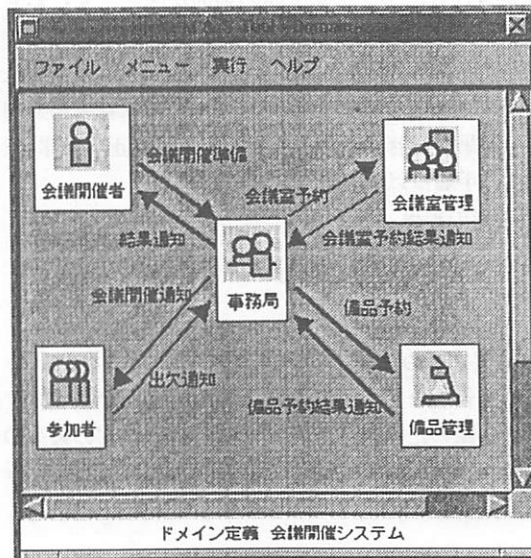 ファイル メニュー 実行 ヘルプ
会議開催者
会議開催準備
結果通知
会議室予約
会議室管理
会議室予約結果通知
事務局
会議開催通知
出欠通知
参加者
備品予約
備品予約結果通知
備品管理
ドメイン定義 会議開催システム